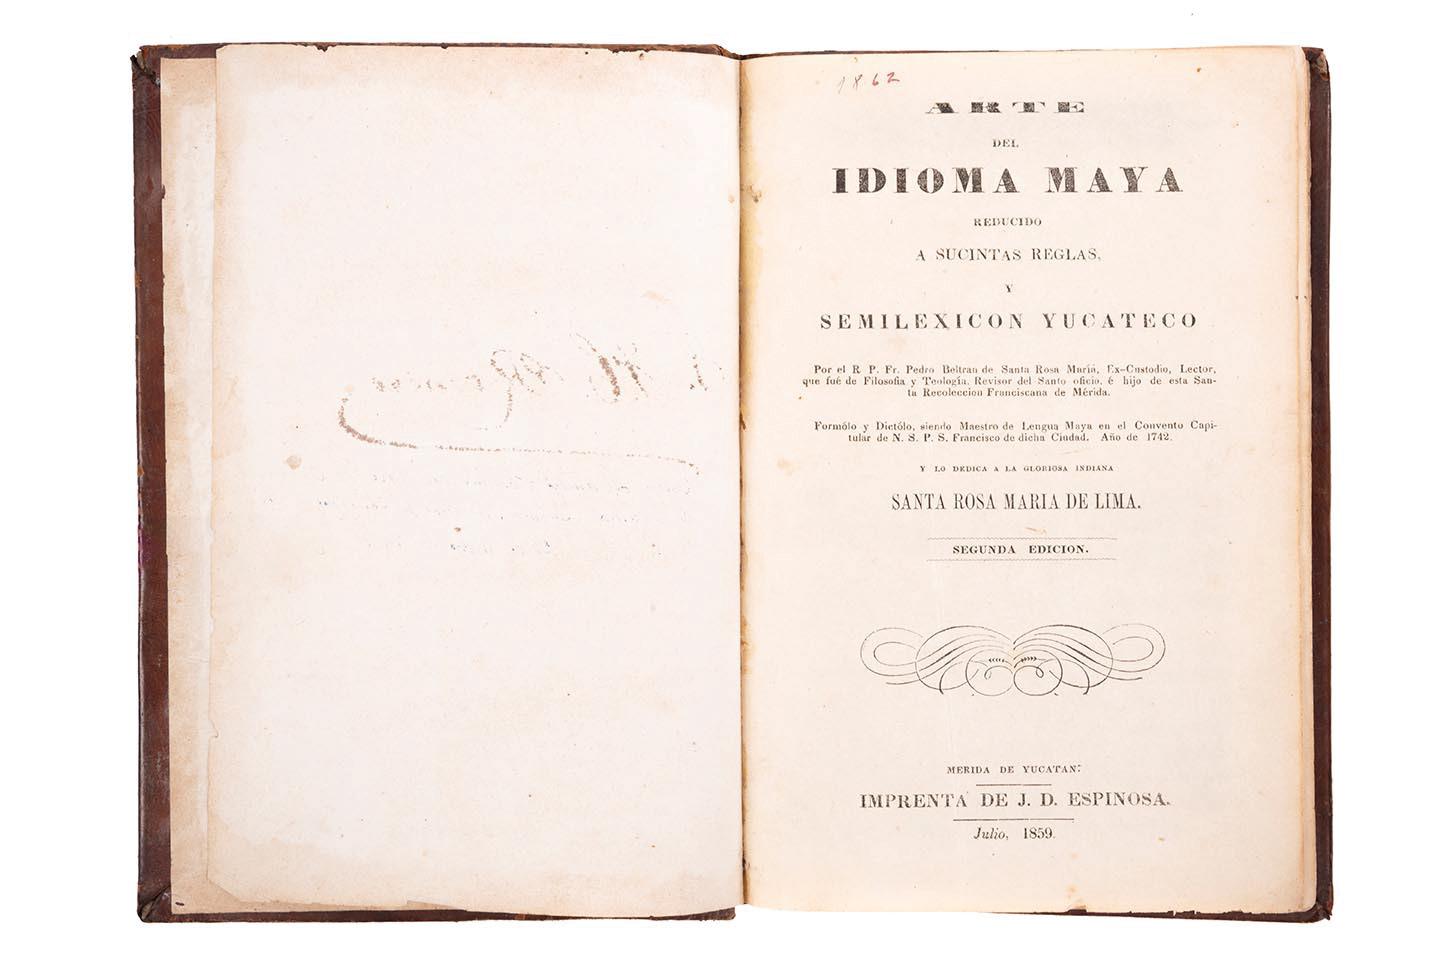 1862
ARTE
DEL
IDIOMA MAYA
REDUCIDO
A SUCINTAS REGLAS,
Y
SEMILEXICON YUCATECO
Por el R. P. Fr. Pedro Beltran de Santa Rosa María, Ex-Custodio, Lector,
que fué de Filosofia y Teología, Revisor del Santo oficio, é hijo de esta San-
ta Recoleccion Franciscana de Mérida.
Formólo y Dictólo, siendo Maestro de Lengua Maya en el Convento Capi-
tular de N. S. P. S. Francisco de dicha Ciudad. Año de 1742.
Y LO DEDICA A LA GLORIOSA INDIANA
SANTA ROSA MARIA DE LIMA.
SEGUNDA EDICION.
MERIDA DE YUCATAN:
IMPRENTA DE J. D. ESPINOSA.
Julio, 1859.